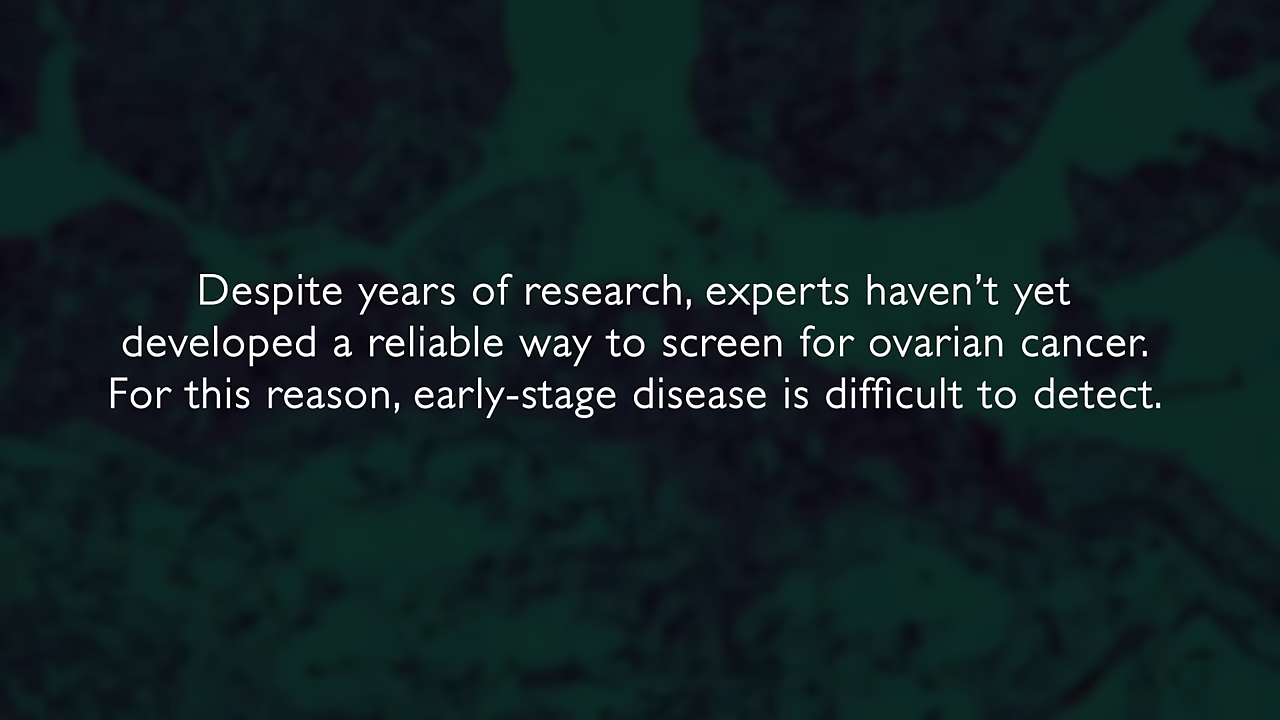 Despite years of research, experts haven’t yet
developed a reliable way to screen for ovarian cancer.
For this reason, early-stage disease is difficult to detect.